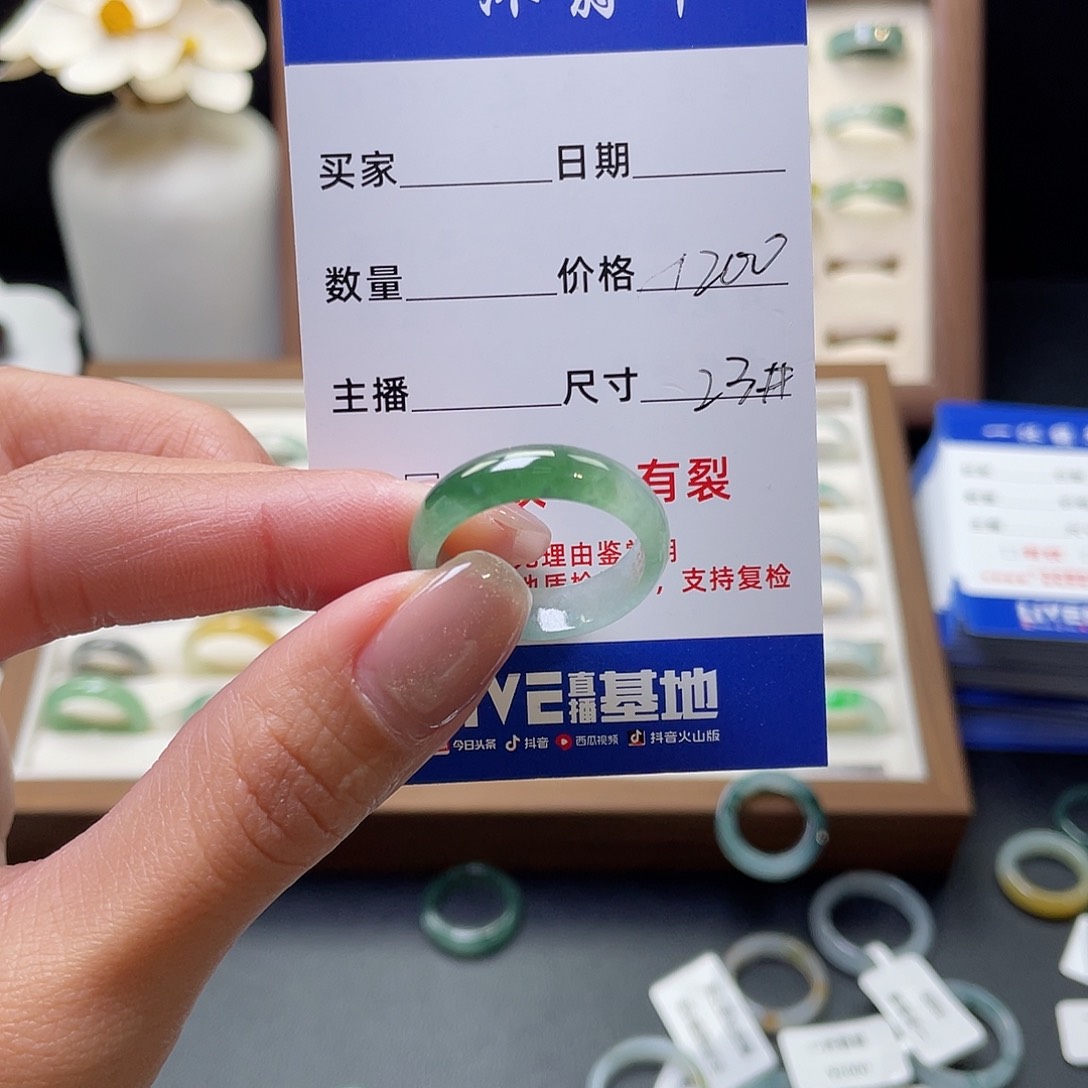 买家 日期
数量 价格 1200
主播 尺寸 23#
有裂
理由鉴
，支持复检
直播基地
今日头条 抖音 西瓜视频 抖音火山版